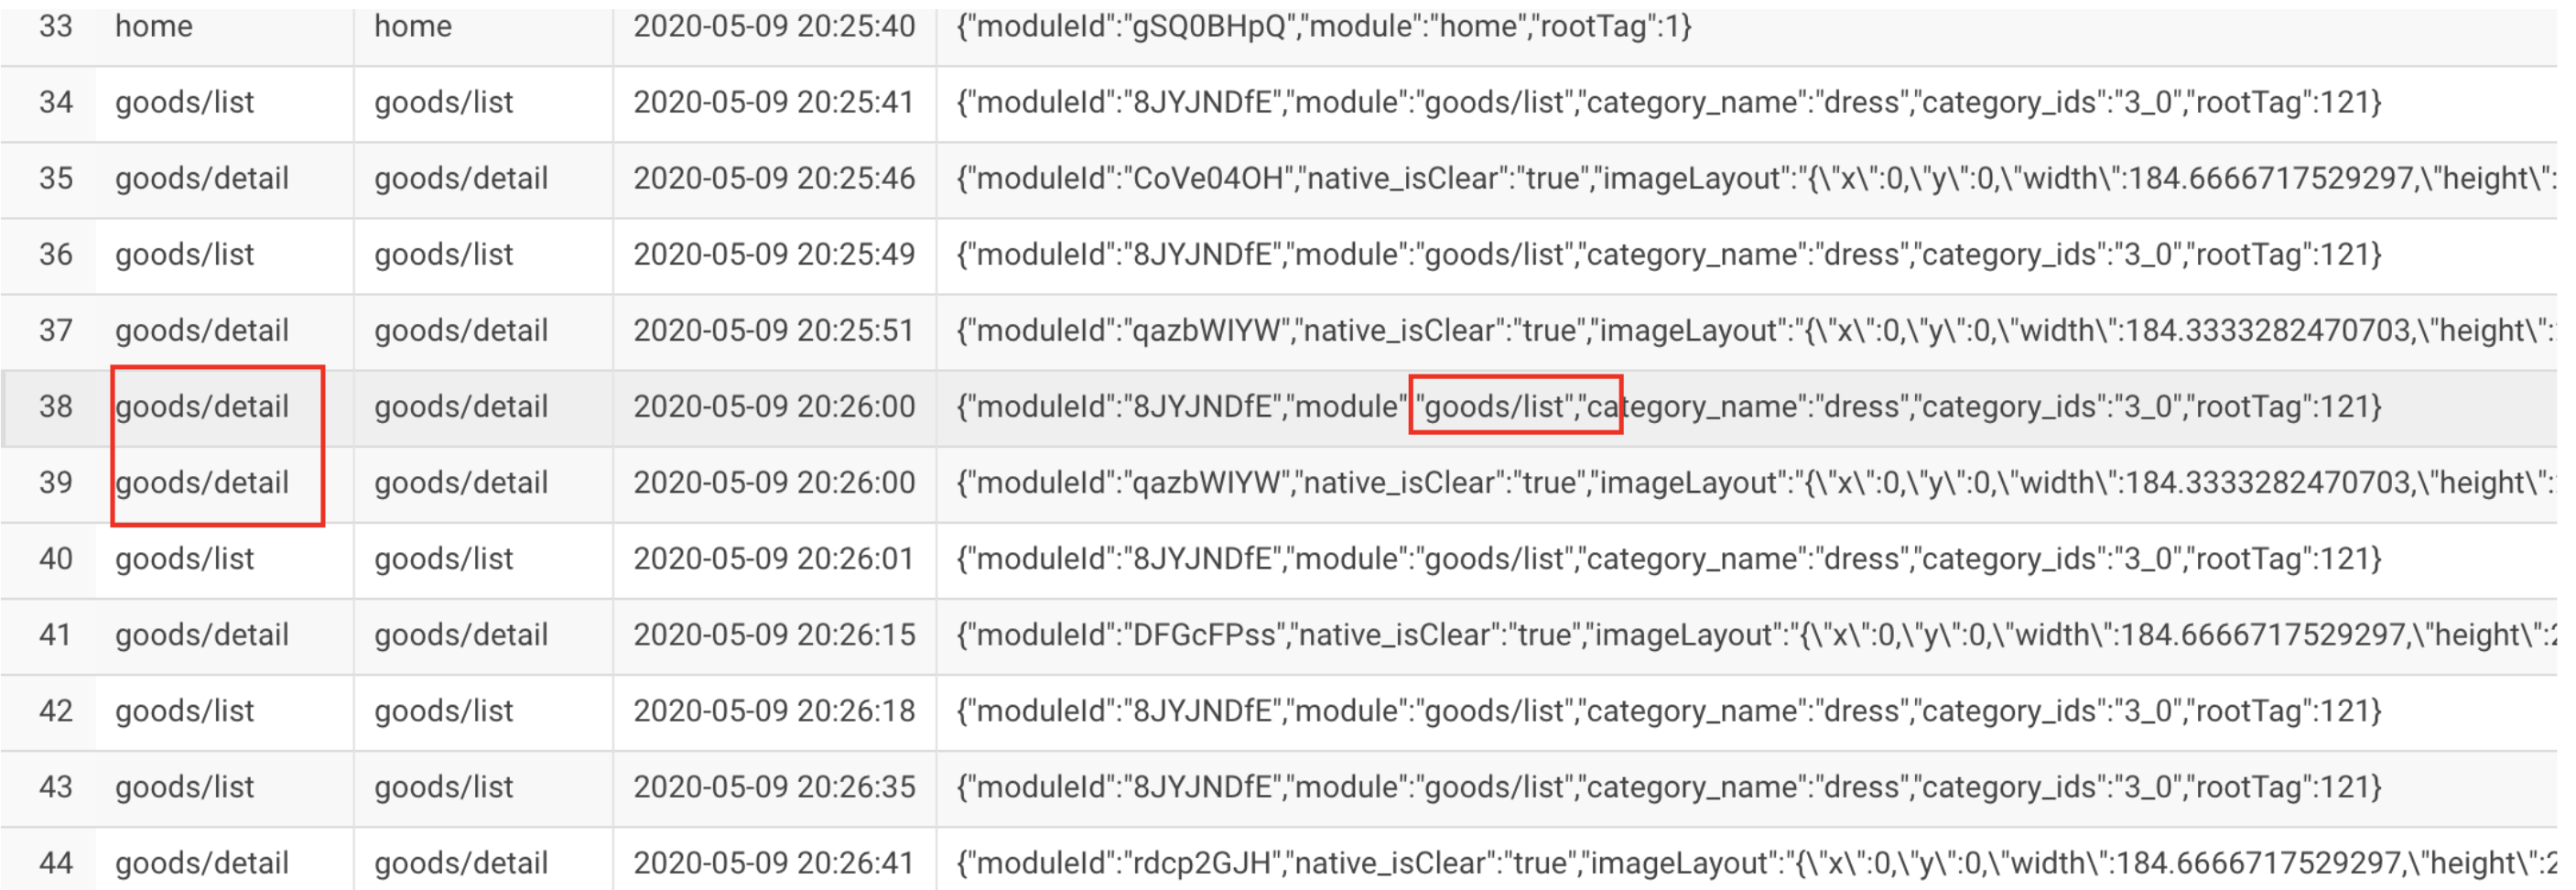 33 home home 2020-05-09 20:25:40 {"moduleId":"gSQ0BHpQ","module":"home","rootTag":1}
34 goods/list goods/list 2020-05-09 20:25:41 {"moduleId":"8JYJNDfE","module":"goods/list","category_name":"dress","category_ids":"3_0","rootTag":121}
35 goods/detail goods/detail 2020-05-09 20:25:46 {"moduleId":"CoVe04OH","native_isClear":"true","imageLayout":"{\"x\":0,\"y\":0,\"width\":184.6666717529297,\"height\":
36 goods/list goods/list 2020-05-09 20:25:49 {"moduleId":"8JYJNDfE","module":"goods/list","category_name":"dress","category_ids":"3_0","rootTag":121}
37 goods/detail goods/detail 2020-05-09 20:25:51 {"moduleId":"qazbWIYW","native_isClear":"true","imageLayout":"{\"x\":0,\"y\":0,\"width\":184.3333282470703,\"height\":
38 goods/detail goods/detail 2020-05-09 20:26:00 {"moduleId":"8JYJNDfE","module":"goods/list","category_name":"dress","category_ids":"3_0","rootTag":121}
39 goods/detail goods/detail 2020-05-09 20:26:00 {"moduleId":"qazbWIYW","native_isClear":"true","imageLayout":"{\"x\":0,\"y\":0,\"width\":184.3333282470703,\"height\":
40 goods/list goods/list 2020-05-09 20:26:01 {"moduleId":"8JYJNDfE","module":"goods/list","category_name":"dress","category_ids":"3_0","rootTag":121}
41 goods/detail goods/detail 2020-05-09 20:26:15 {"moduleId":"DFGcFPss","native_isClear":"true","imageLayout":"{\"x\":0,\"y\":0,\"width\":184.6666717529297,\"height\":2
42 goods/list goods/list 2020-05-09 20:26:18 {"moduleId":"8JYJNDfE","module":"goods/list","category_name":"dress","category_ids":"3_0","rootTag":121}
43 goods/list goods/list 2020-05-09 20:26:35 {"moduleId":"8JYJNDfE","module":"goods/list","category_name":"dress","category_ids":"3_0","rootTag":121}
44 goods/detail goods/detail 2020-05-09 20:26:41 {"moduleId":"rdcp2GJH","native_isClear":"true","imageLayout":"{\"x\":0,\"y\":0,\"width\":184.6666717529297,\"height\":2